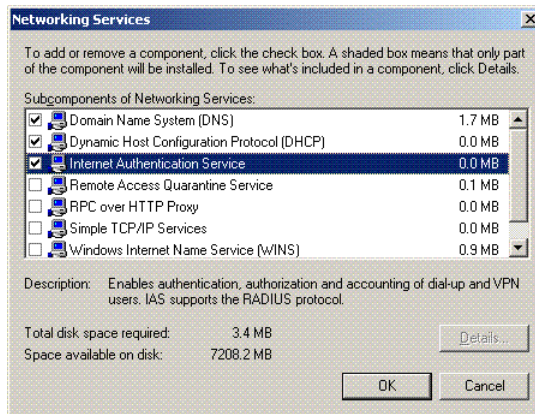 Networking Services
To add or remove a component, click the check box. A shaded box means that only part
of the component will be installed. To see what's included in a component, click Details.
Subcomponents of Networking Services:
Domain Name System (DNS) 1.7 MB
Dynamic Host Configuration Protocol (DHCP) 0.0 MB
Internet Authentication Service 0.0 MB
Remote Access Quarantine Service 0.1 MB
RPC over HTTP Proxy 0.0 MB
Simple TCP/IP Services 0.0 MB
Windows Internet Name Service (WINS) 0.9 MB
Description: Enables authentication, authorization and accounting of dial-up and VPN
users. IAS supports the RADIUS protocol.
Total disk space required: 3.4 MB
Space available on disk: 7208.2 MB
Details...
OK Cancel